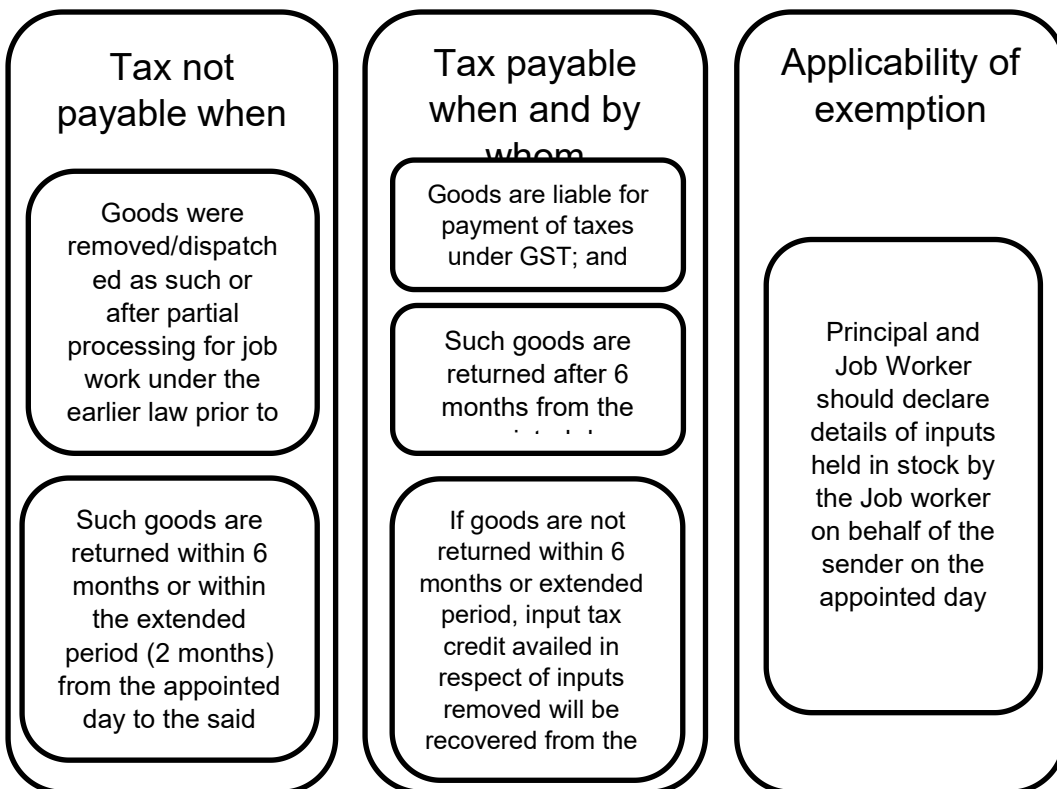 Tax not
payable when
Goods were
removed/dispatch
ed as such or
after partial
processing for job
work under the
earlier law prior to
Such goods are
returned within 6
months or within
the extended
period (2 months)
from the appointed
day to the said
Tax payable
when and by
whom
Goods are liable for
payment of taxes
under GST; and
Such goods are
returned after 6
months from the
If goods are not
returned within 6
months or extended
period, input tax
credit availed in
respect of inputs
removed will be
recovered from the
Applicability of
exemption
Principal and
Job Worker
should declare
details of inputs
held in stock by
the Job worker
on behalf of the
sender on the
appointed day